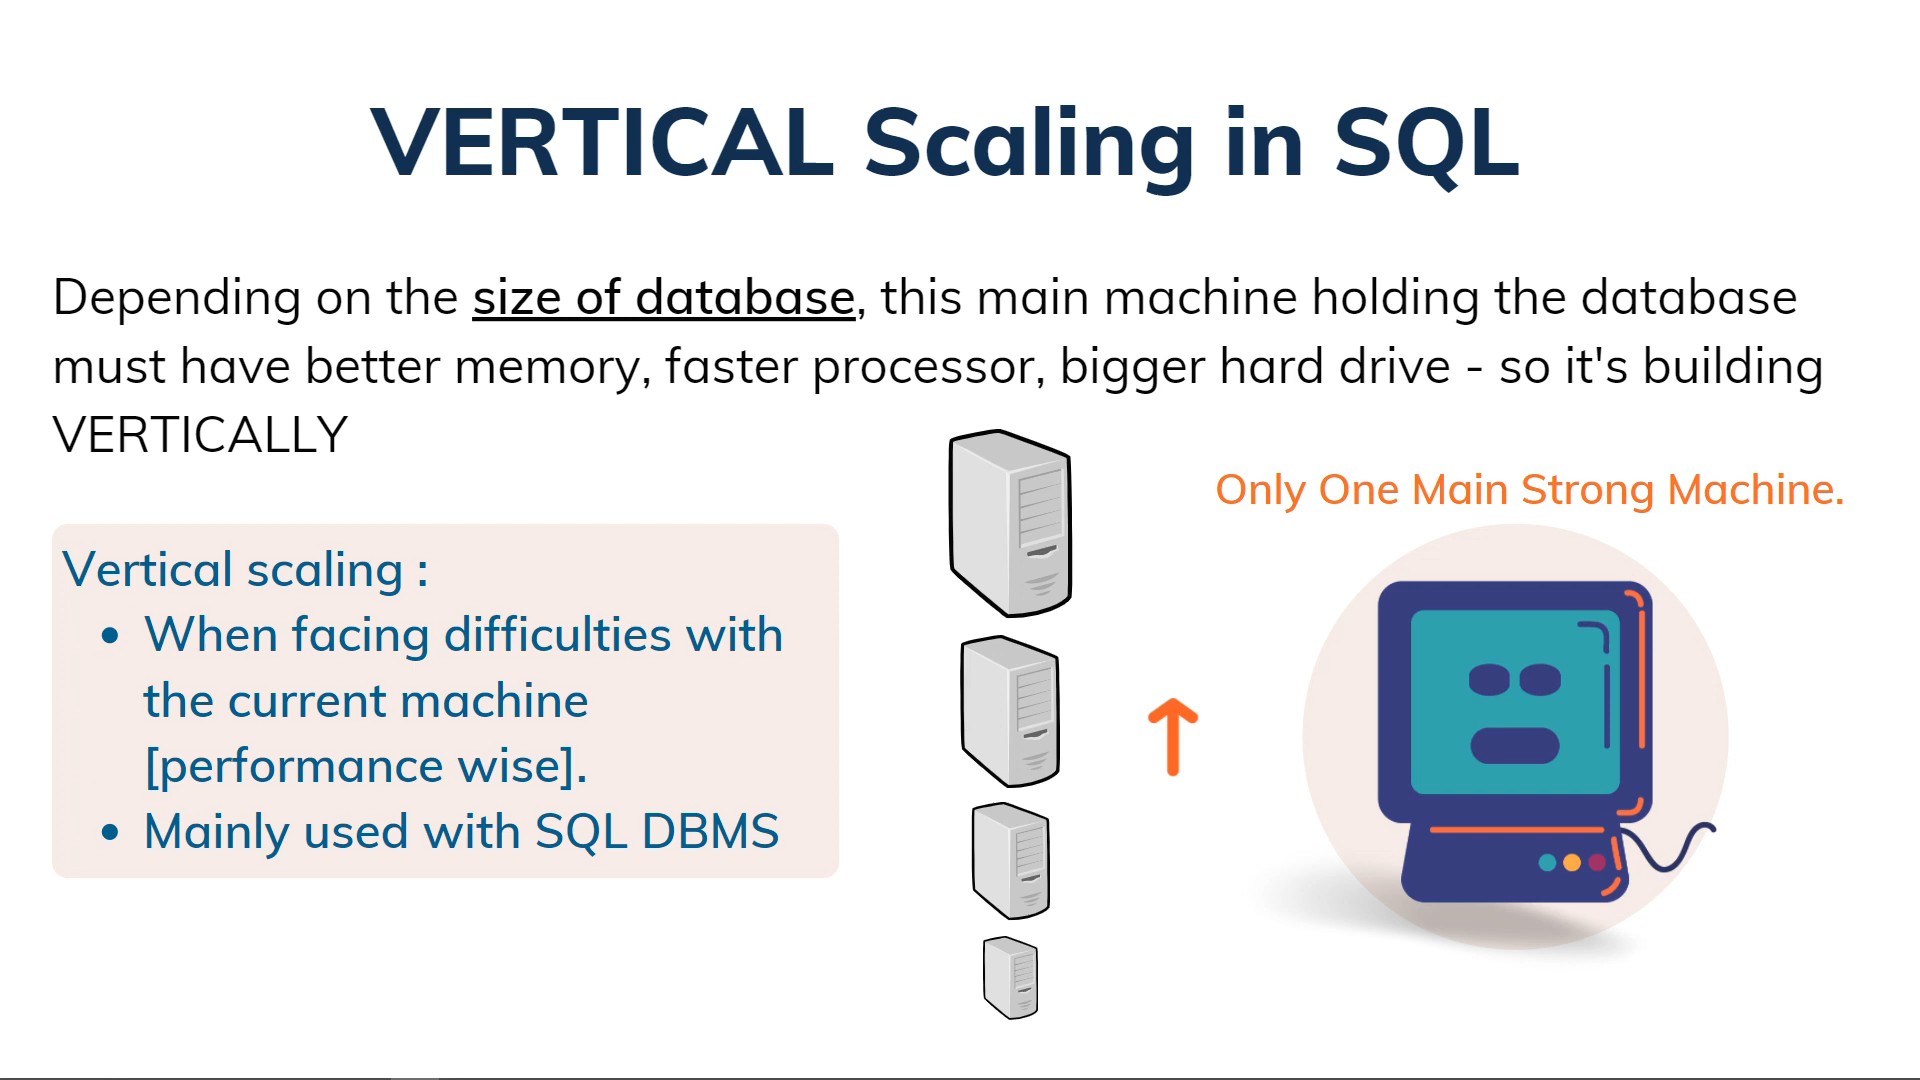 VERTICAL Scaling in SQL
Depending on the size of database, this main machine holding the database
must have better memory, faster processor, bigger hard drive - so it's building
VERTICALLY
Only One Main Strong Machine.
Vertical scaling :
• When facing difficulties with
the current machine
[performance wise].
• Mainly used with SQL DBMS